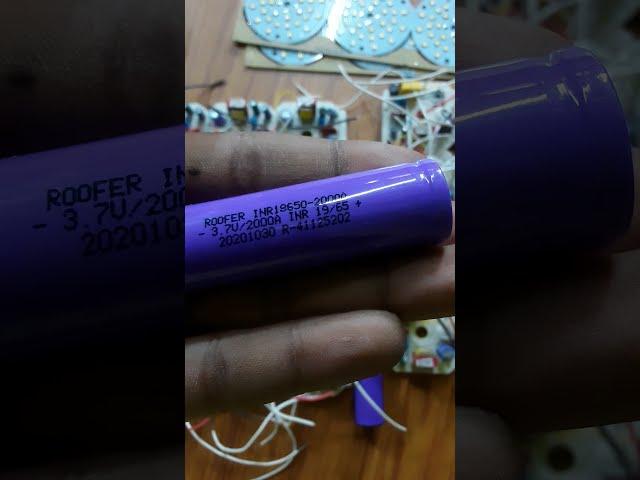 ROOFER INR18650-2000A
- 3.7V/2000A INR 19/65 +
20201030 R-41125202